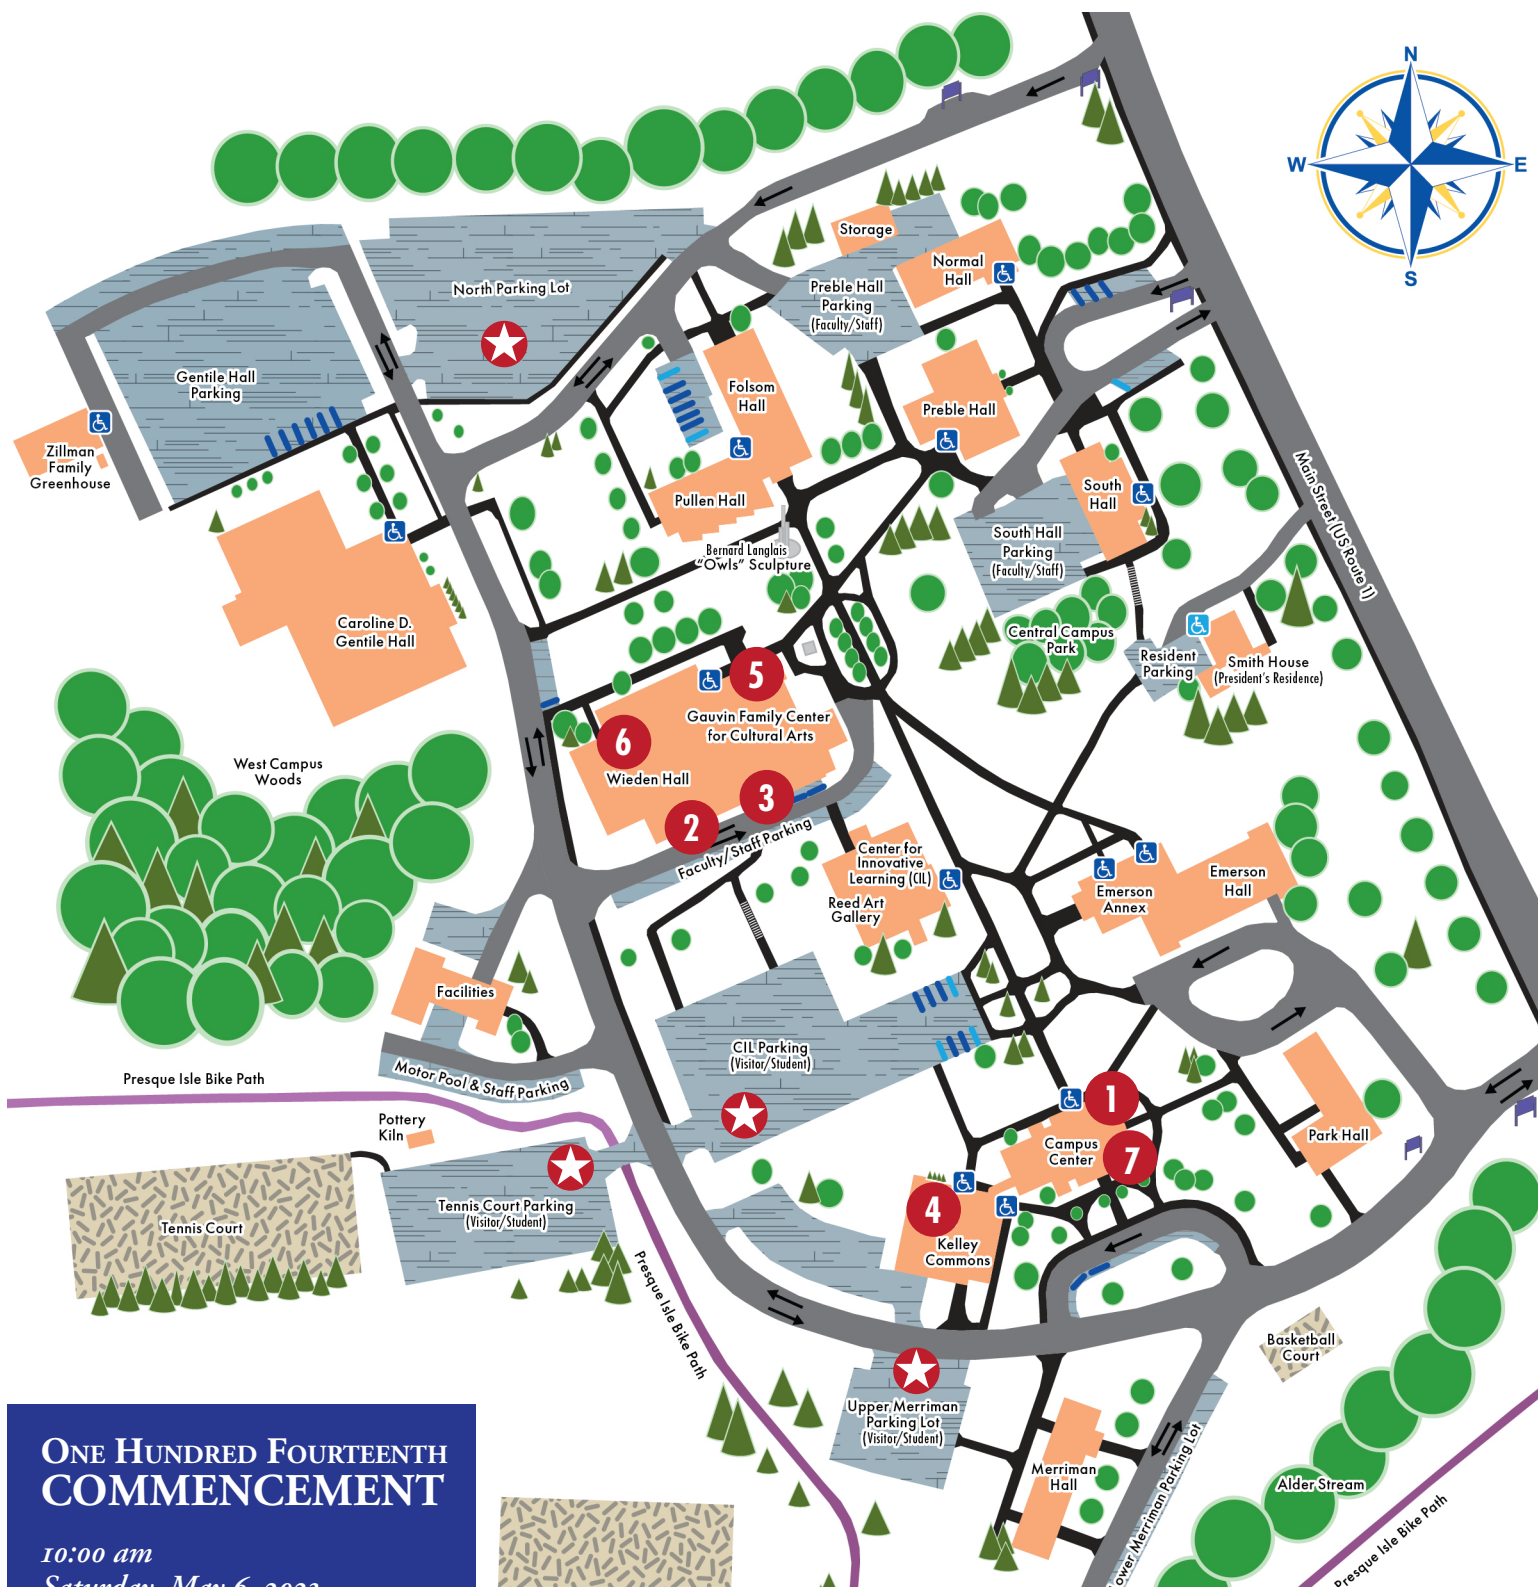 N
W
E
S
Storage
Normal
Hall
North Parking Lot
Preble Hall
Parking
(Faculty/Staff)
Gentile Hall
Parking
Folsom
Hall
Preble Hall
Zillman
Family
Greenhouse
Pullen Hall
South
Hall
Main Street (US Route 1)
South Hall
Parking
(Faculty/Staff)
Bernard Langlais
"Owls" Sculpture
Caroline D.
Gentile Hall
Central Campus
Park
Resident
Parking
Smith House
(President's Residence)
5
Gauvin Family Center
for Cultural Arts
6
Wieden Hall
West Campus
Woods
3
2
Faculty/Staff Parking
Center for
Innovative
Learning (CIL)
Reed Art
Gallery
Emerson
Annex
Emerson
Hall
Facilities
CIL Parking
(Visitor/Student)
Motor Pool & Staff Parking
Presque Isle Bike Path
Pottery
Kiln
1
Campus
Center
7
Park Hall
Tennis Court Parking
(Visitor/Student)
Tennis Court
4
Kelley
Commons
Presque Isle Bike Path
Basketball
Court
Upper Merriman
Parking Lot
(Visitor/Student)
Merriman
Hall
Lower Merriman Parking Lot
Alder Stream
Presque Isle Bike Path
One Hundred Fourteenth
COMMENCEMENT
10:00 am
Saturday, May 6, 2023